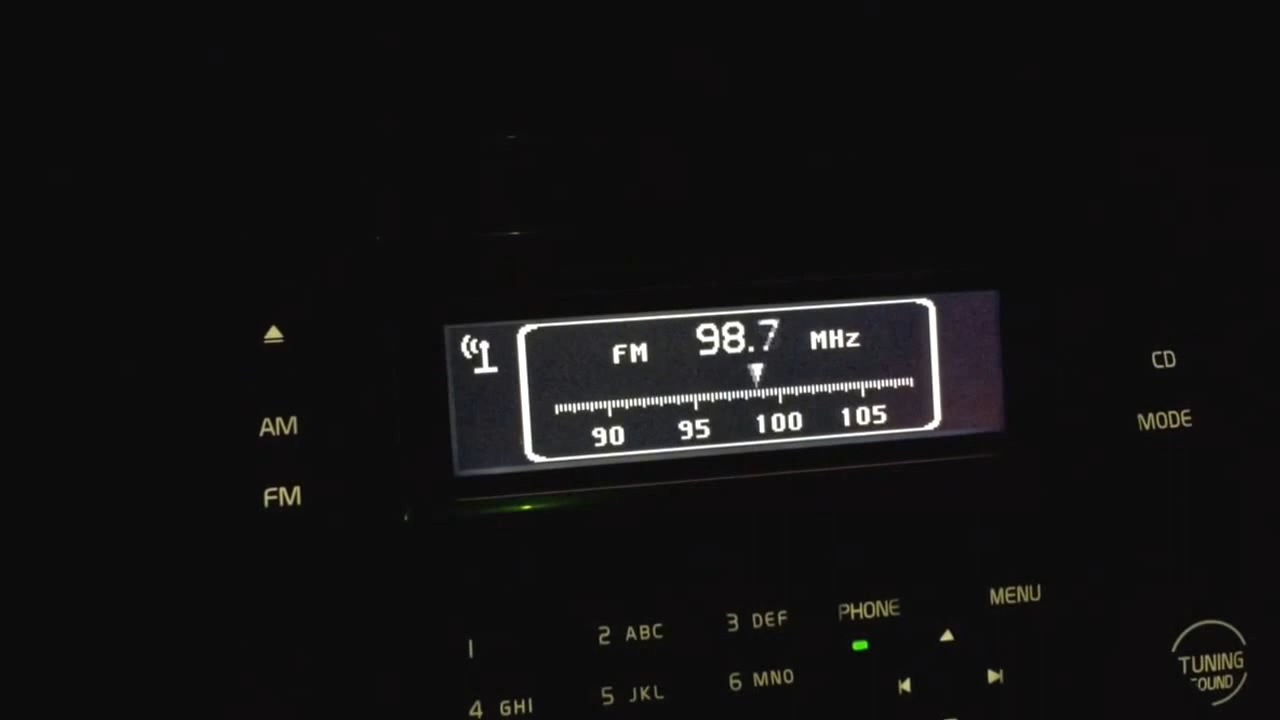 FM 98.7 MHz
90 95 100 105
AM
FM
CD
MODE
1 2 ABC 3 DEF PHONE MENU
4 GHI 5 JKL 6 MNO
TUNING